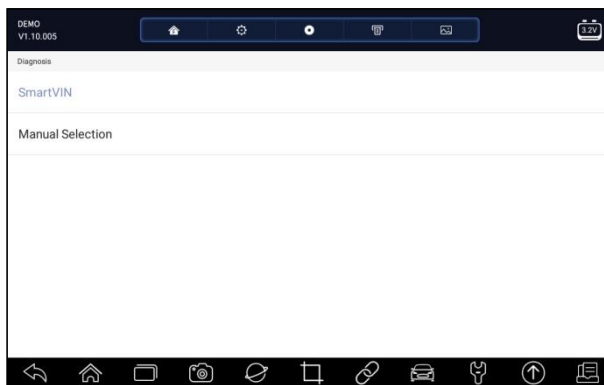 DEMO
V1.10.005
3.2V
Diagnosis
SmartVIN
Manual Selection